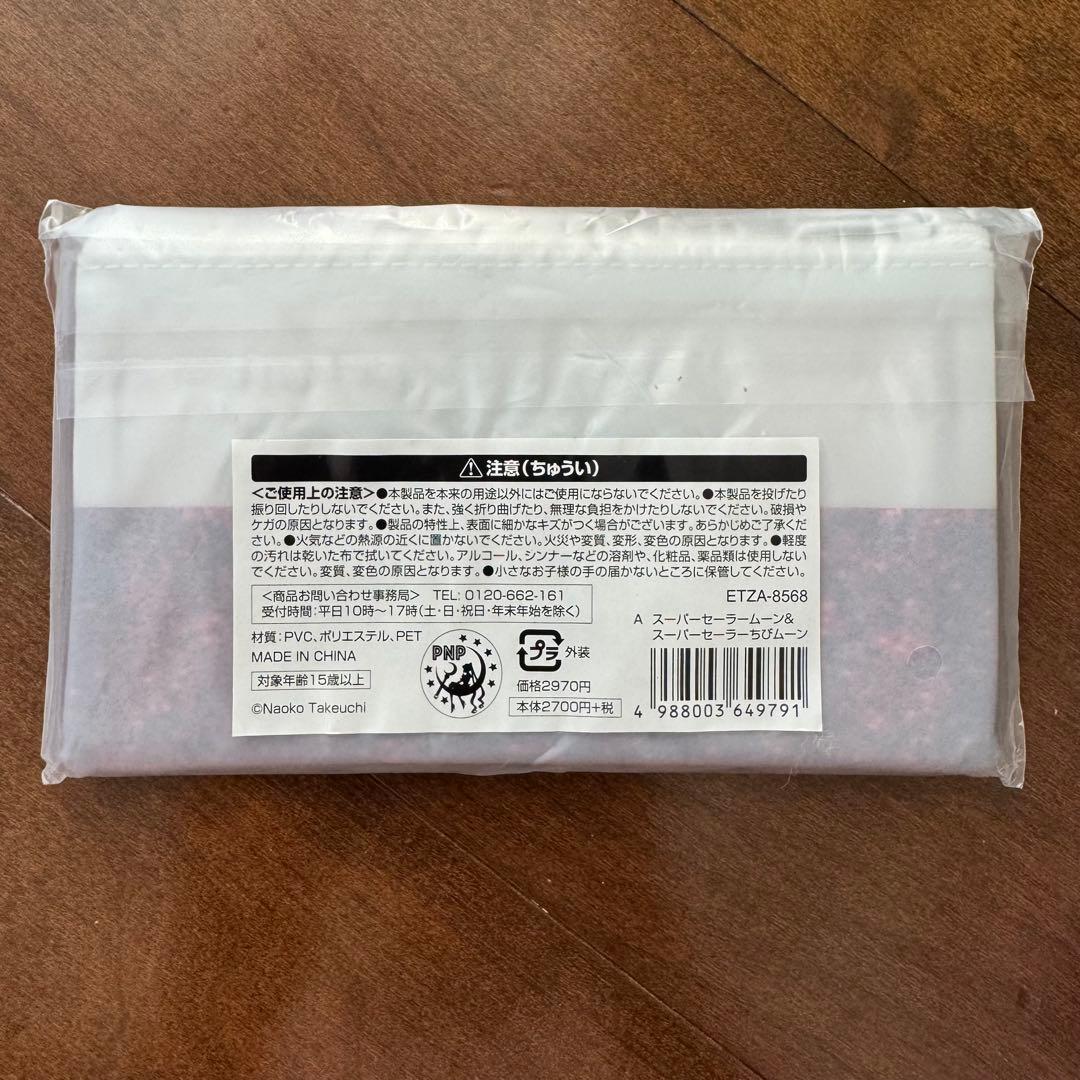 注意(ちゅうい)
<ご使用上の注意>●本製品を本来の用途以外にはご使用にならないでください。●本製品を投げたり
振り回したりしないでください。また、強く折り曲げたり、無理な負担をかけたりしないでください。破損や
ケガの原因となります。●製品の特性上、表面に細かなキズがつく場合がございます。あらかじめご了承くだ
さい。●火気などの熱源の近くに置かないでください。火災や変質、変形、変色の原因となります。●軽度
の汚れは乾いた布で拭いてください。アルコール、シンナーなどの溶剤や、化粧品、薬品類は使用しない
でください。変質、変色の原因となります。●小さなお子様の手の届かないところに保管してください。
<商品お問い合わせ事務局> TEL: 0120-662-161
受付時間:平日10時~17時(土・日・祝日・年末年始を除く)
ETZA-8568
A スーパーセーラームーン&
スーパーセーラーちびムーン
材質:PVC、ポリエステル、PET
MADE IN CHINA
対象年齢15歳以上
©Naoko Takeuchi
PNP
プラ 外装
価格2970円
本体2700円+税
4 988003 649791